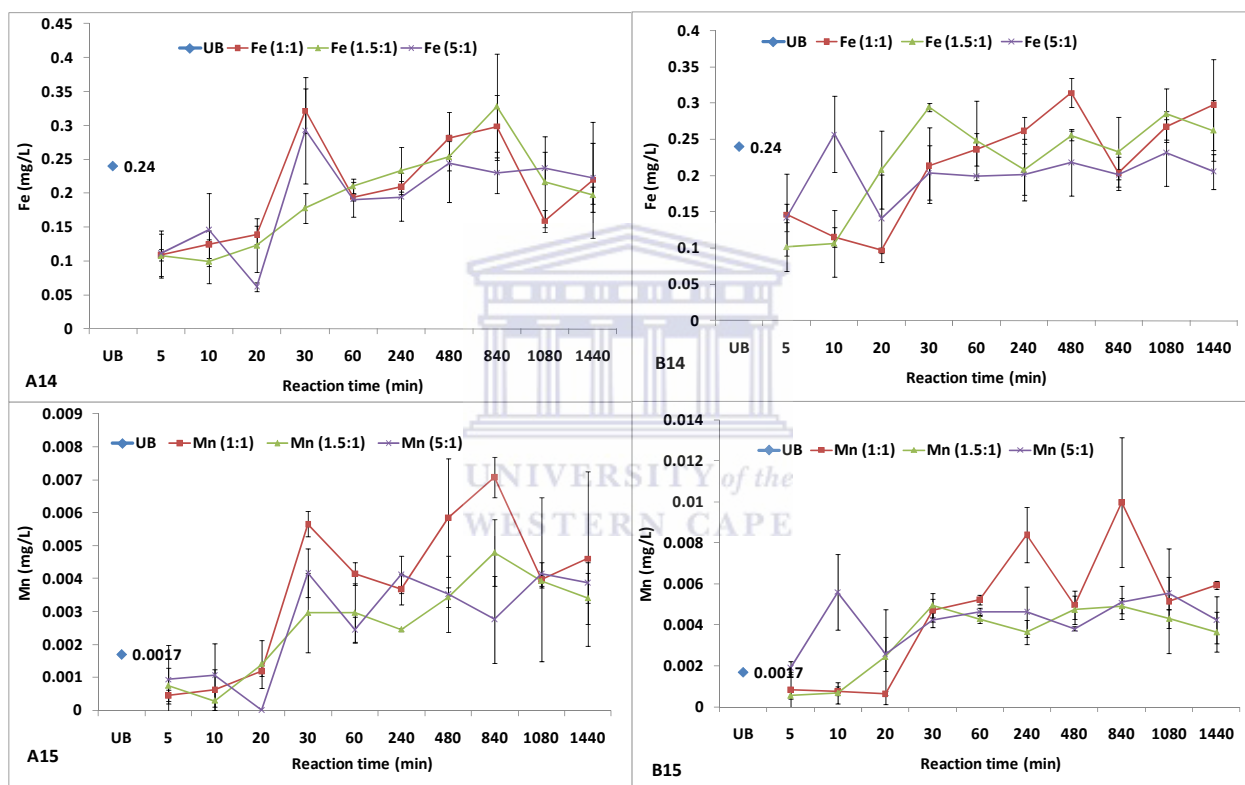 0.45
0.4
0.35
0.3
0.25
0.2
0.15
0.1
0.05
0
Fe (mg/L)
UB Fe (1:1) Fe (1.5:1) Fe (5:1)
0.24
UB 5 10 20 30 60 240 480 840 1080 1440
Reaction time (min)
A14
0.4
0.35
0.3
0.25
0.2
0.15
0.1
0.05
0
Fe (mg/L)
UB Fe (1:1) Fe (1.5:1) Fe (5:1)
0.24
UB 5 10 20 30 60 240 480 840 1080 1440
Reaction time (min)
B14
0.009
0.008
0.007
0.006
0.005
0.004
0.003
0.002
0.001
0
Mn (mg/L)
UB Mn (1:1) Mn (1.5:1) Mn (5:1)
0.0017
UB 5 10 20 30 60 240 480 840 1080 1440
Reaction time (min)
A15
0.014
0.012
0.01
0.008
0.006
0.004
0.002
0
Mn (mg/L)
UB Mn (1:1) Mn (1.5:1) Mn (5:1)
0.0017
UB 5 10 20 30 60 240 480 840 1080 1440
Reaction time (min)
B15
UNIVERSITY of the
WESTERN CAPE